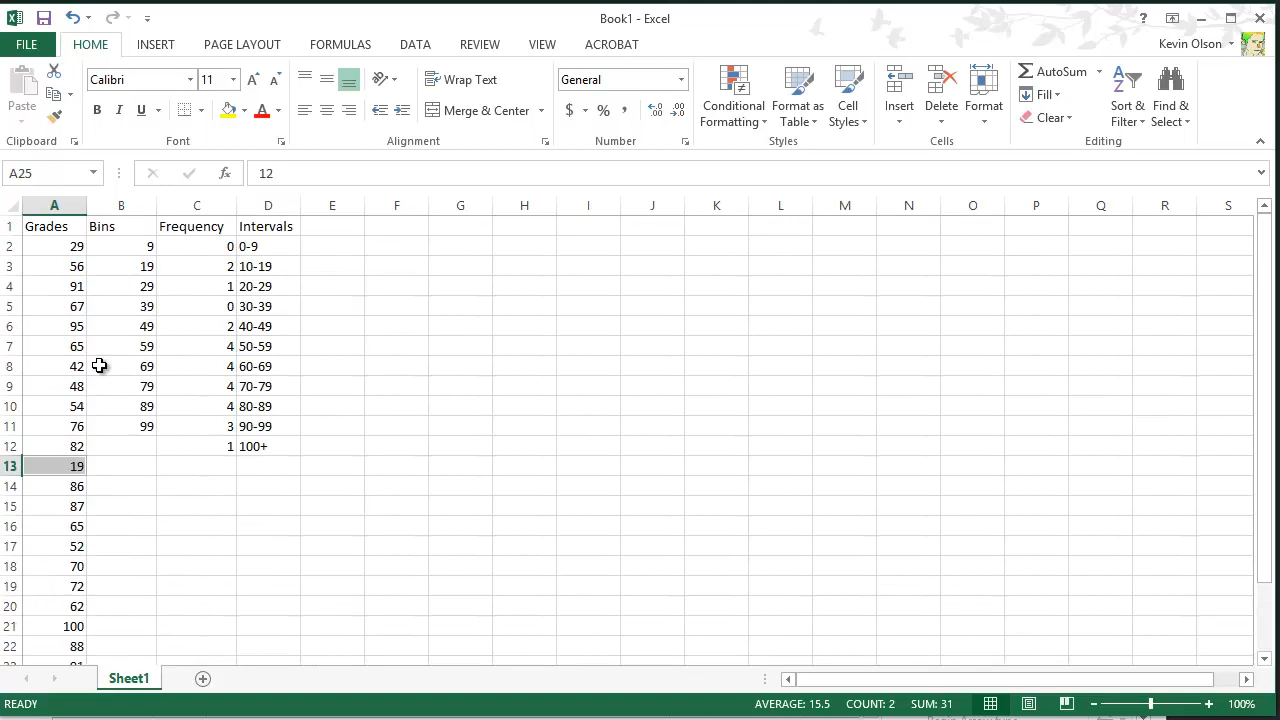 Book1 - Excel
FILE HOME INSERT PAGE LAYOUT FORMULAS DATA REVIEW VIEW ACROBAT Kevin Olson
Calibri 11 Wrap Text General AutoSum
Paste Merge & Center $ % , Conditional Formatting Format as Table Cell Styles Insert Delete Format Fill Sort & Filter Find & Select
B I U A Clear
Clipboard Font Alignment Number Styles Cells Editing
A25 fx 12
A B C D E F G H I J K L M N O P Q R S
1 Grades Bins Frequency Intervals
2 29 9 0 0-9
3 56 19 2 10-19
4 91 29 1 20-29
5 67 39 0 30-39
6 95 49 2 40-49
7 65 59 4 50-59
8 42 69 4 60-69
9 48 79 4 70-79
10 54 89 4 80-89
11 76 99 3 90-99
12 82 1 100+
13 19
14 86
15 87
16 65
17 52
18 70
19 72
20 62
21 100
22 88
Sheet1
READY AVERAGE: 15.5 COUNT: 2 SUM: 31 100%